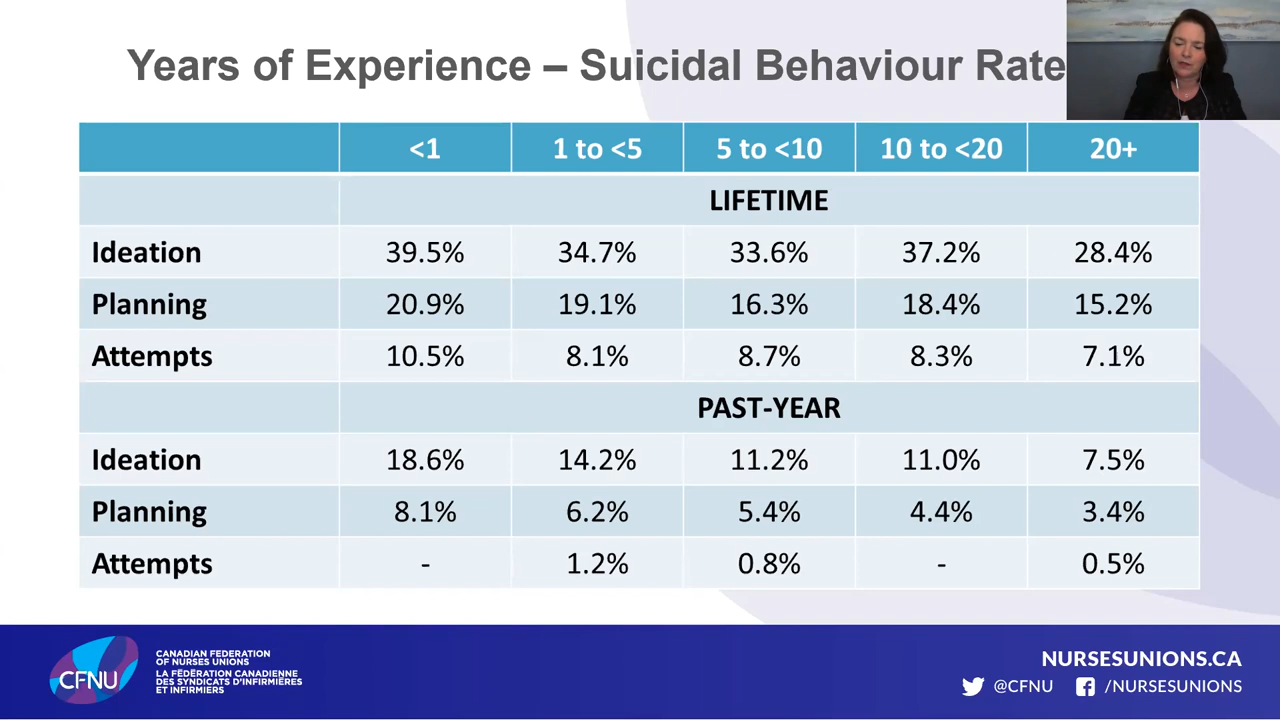 Years of Experience – Suicidal Behaviour Rate
<1 1 to <5 5 to <10 10 to <20 20+
LIFETIME
Ideation 39.5% 34.7% 33.6% 37.2% 28.4%
Planning 20.9% 19.1% 16.3% 18.4% 15.2%
Attempts 10.5% 8.1% 8.7% 8.3% 7.1%
PAST-YEAR
Ideation 18.6% 14.2% 11.2% 11.0% 7.5%
Planning 8.1% 6.2% 5.4% 4.4% 3.4%
Attempts - 1.2% 0.8% - 0.5%
CFNU
CANADIAN FEDERATION
OF NURSES UNIONS
LA FÉDÉRATION CANADIENNE
DES SYNDICATS D'INFIRMIÈRES
ET INFIRMIERS
NURSESUNIONS.CA
@CFNU /NURSESUNIONS